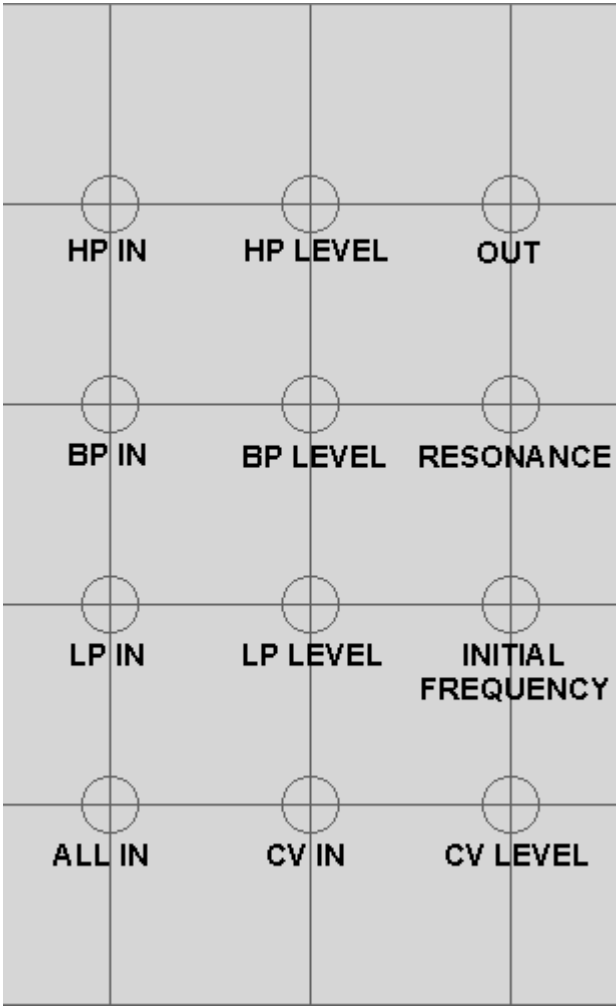 HP IN
HP LEVEL
OUT
BP IN
BP LEVEL
RESONANCE
LP IN
LP LEVEL
INITIAL
FREQUENCY
ALL IN
CV IN
CV LEVEL